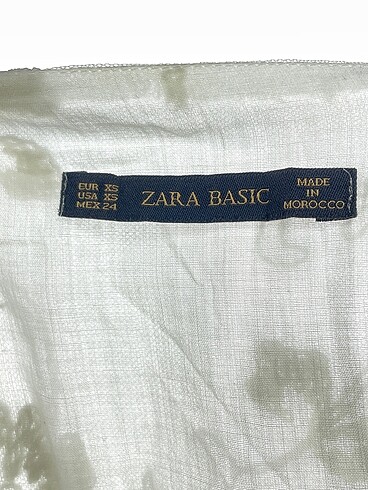 EUR XS
USA XS
MEX 24
ZARA BASIC
MADE
IN
MOROCCO